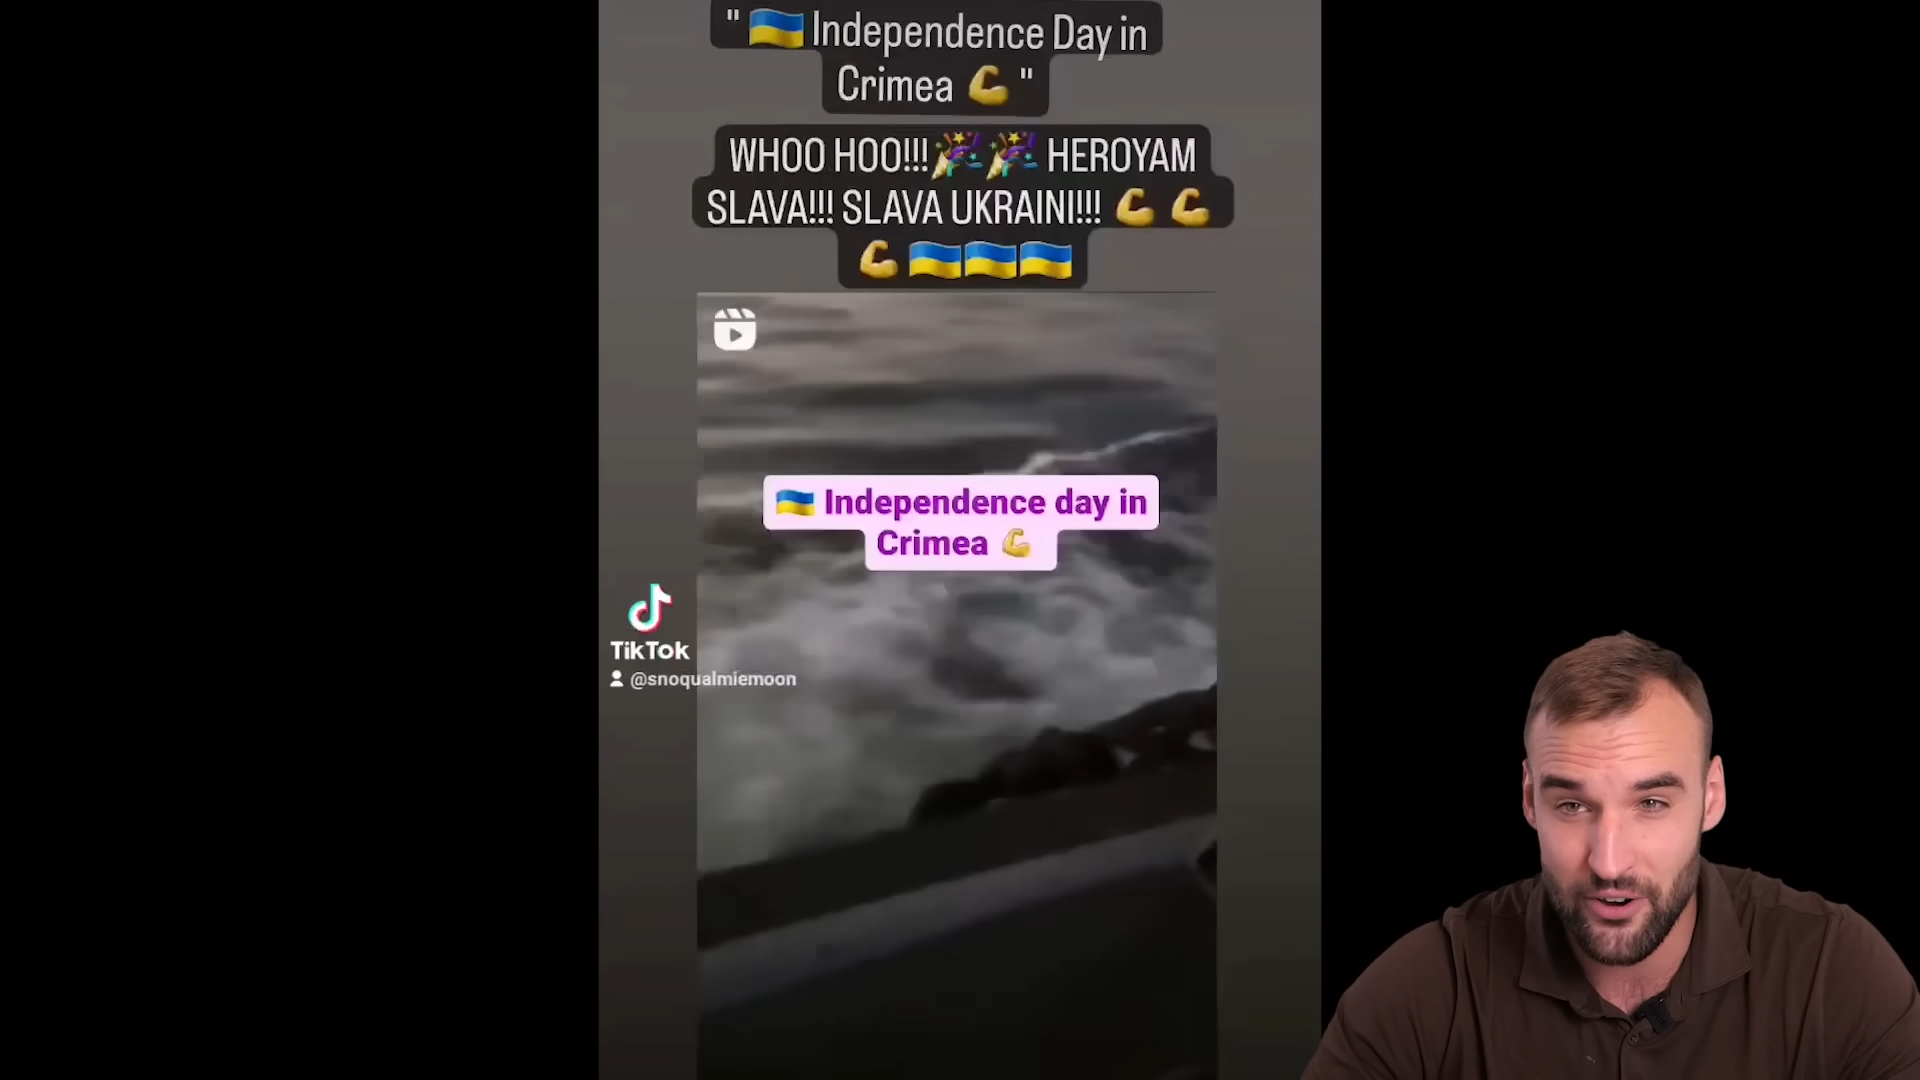 " 🇺🇦 Independence Day in
Crimea 💪 "
WHOO HOO!!!🎉🎉 HEROYAM
SLAVA!!! SLAVA UKRAINI!!! 💪 💪
💪 🇺🇦🇺🇦🇺🇦
🇺🇦 Independence day in
Crimea 💪
TikTok
@snoqualmiemoon